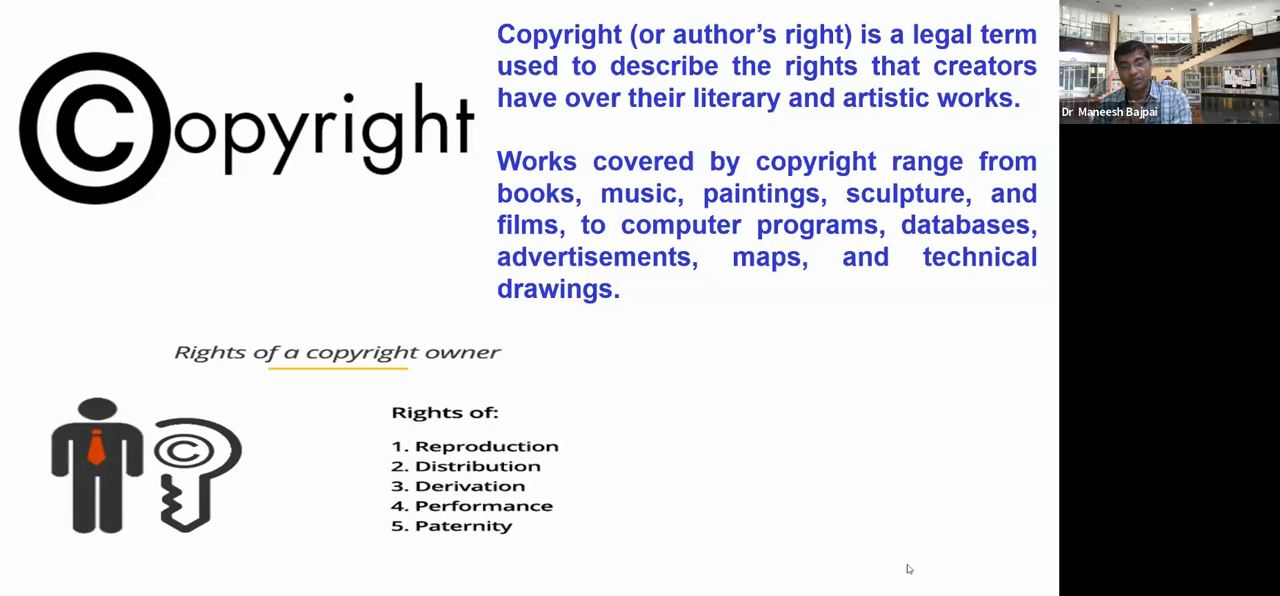 Copyright
Copyright (or author's right) is a legal term
used to describe the rights that creators
have over their literary and artistic works.
Works covered by copyright range from
books, music, paintings, sculpture, and
films, to computer programs, databases,
advertisements, maps, and technical
drawings.
Dr Maneesh Bajpai
Rights of a copyright owner
©
Rights of:
1. Reproduction
2. Distribution
3. Derivation
4. Performance
5. Paternity